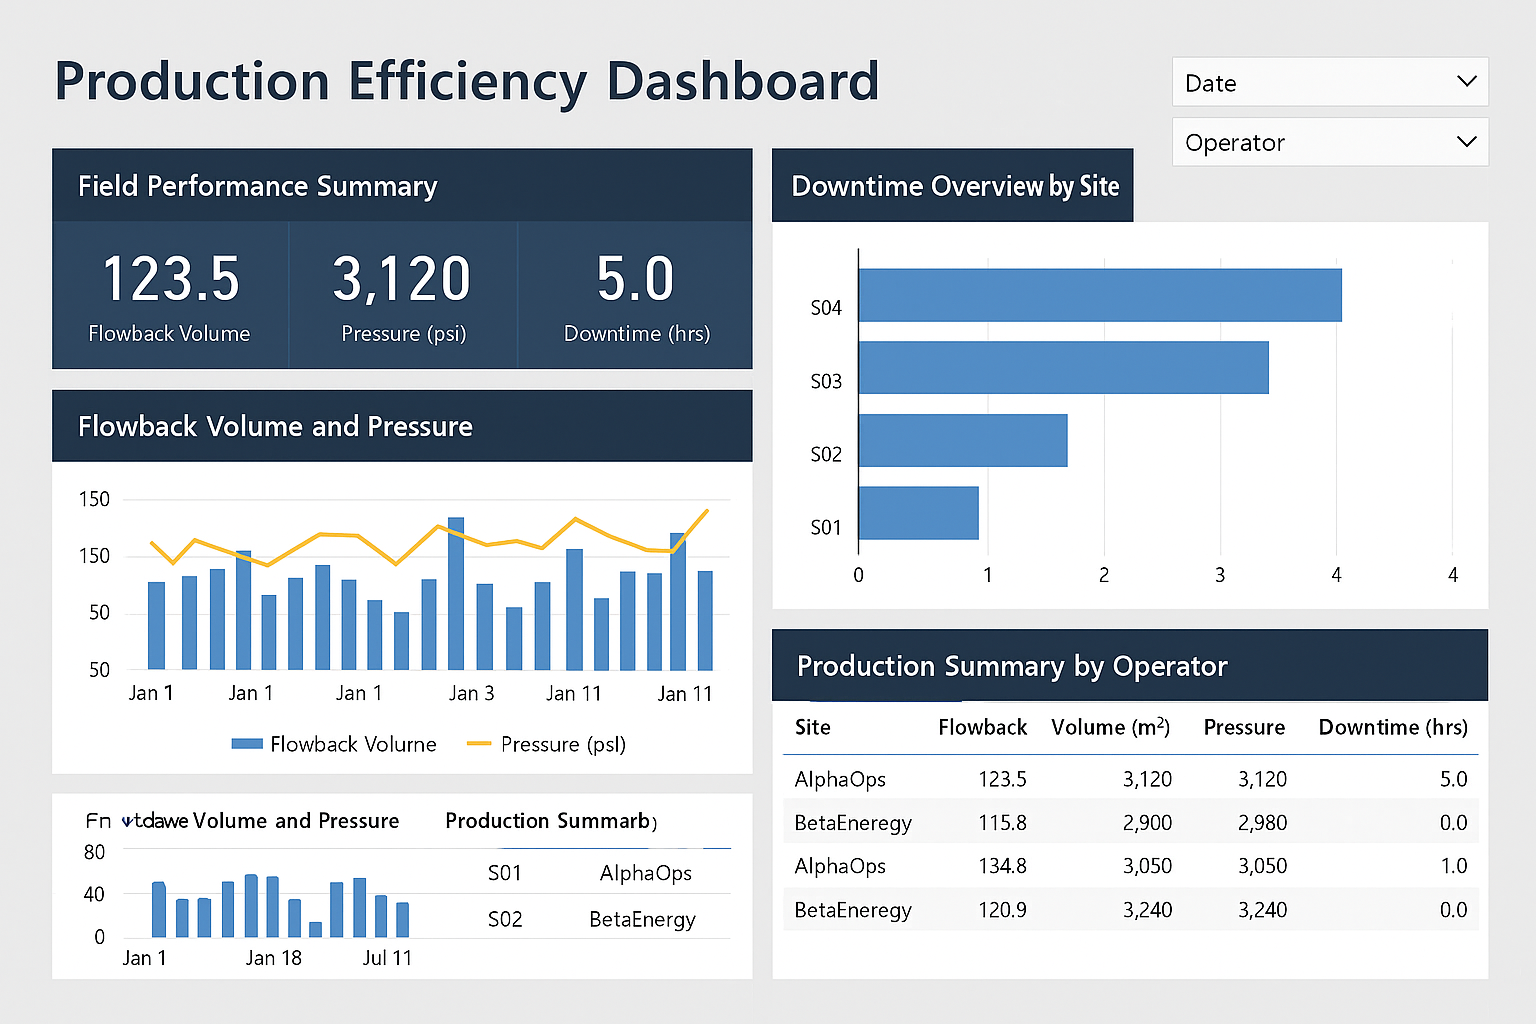 Production Efficiency Dashboard
Date
Operator
Field Performance Summary
123.5
Flowback Volume
3,120
Pressure (psi)
5.0
Downtime (hrs)
Downtime Overview by Site
S04
S03
S02
S01
0 1 2 3 4 4
Flowback Volume and Pressure
150
150
50
50
Jan 1 Jan 1 Jan 1 Jan 3 Jan 11 Jan 11
Flowback Volurne Pressure (psl)
Volume and Pressure
80
40
0
Jan 1 Jan 18 Jul 11
Production Summarb)
S01 AlphaOps
S02 BetaEnergy
Production Summary by Operator
Site Flowback Volume (m²) Pressure Downtime (hrs)
AlphaOps 123.5 3,120 3,120 5.0
BetaEneregy 115.8 2,900 2,980 0.0
AlphaOps 134.8 3,050 3,050 1.0
BetaEneregy 120.9 3,240 3,240 0.0